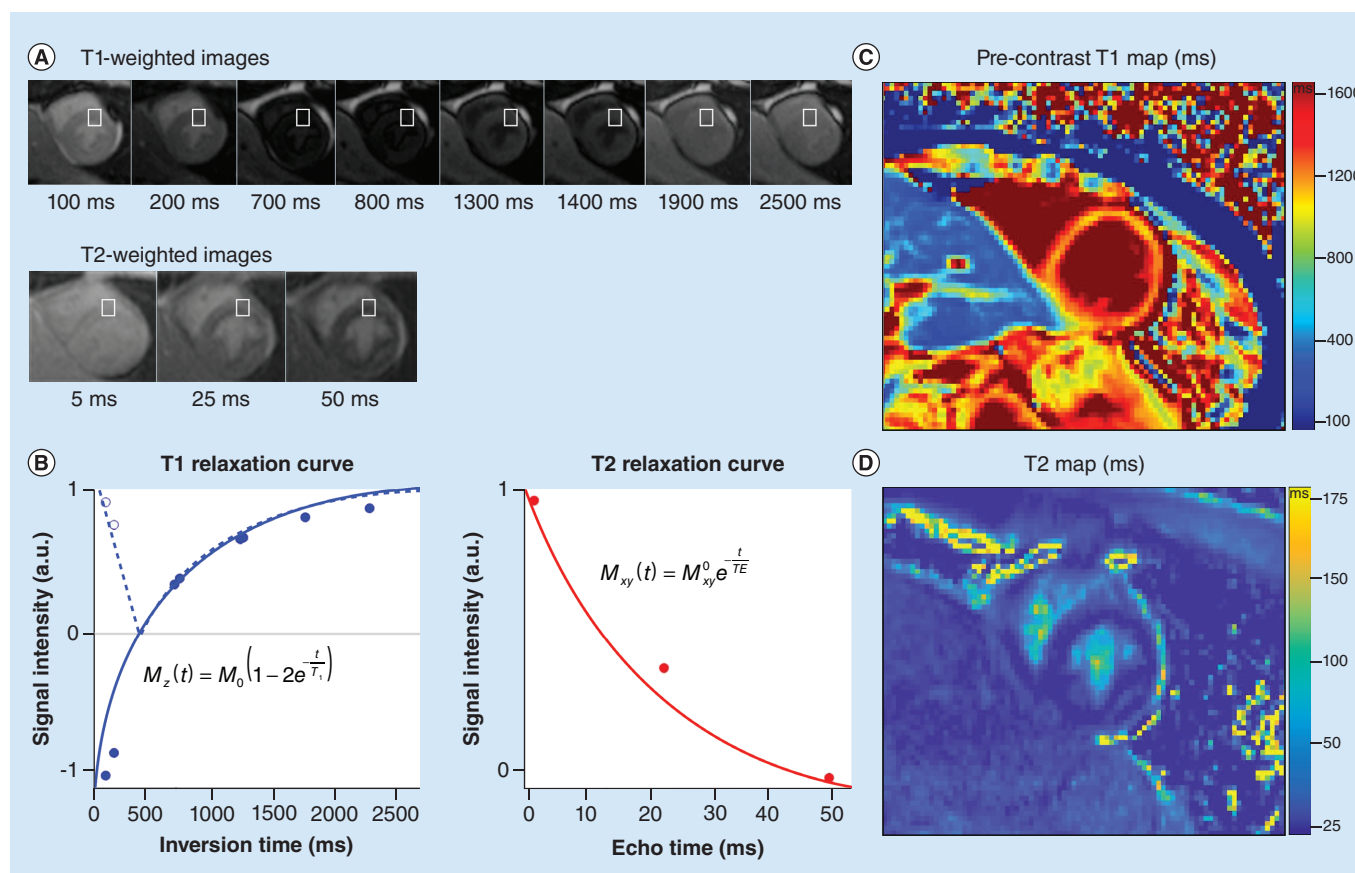 A T1-weighted images
100 ms 200 ms 700 ms 800 ms 1300 ms 1400 ms 1900 ms 2500 ms
T2-weighted images
5 ms 25 ms 50 ms
B T1 relaxation curve
Signal intensity (a.u.)
1
0
-1
M_z(t) = M_0(1 – 2e^{-t/T_1})
0 500 1000 1500 2000 2500
Inversion time (ms)
T2 relaxation curve
Signal intensity (a.u.)
1
0
M_{xy}(t) = M^0_{xy}e^{-t/TE}
0 10 20 30 40 50
Echo time (ms)
C Pre-contrast T1 map (ms)
ms
1600
1200
800
400
100
D T2 map (ms)
ms
175
150
100
50
25